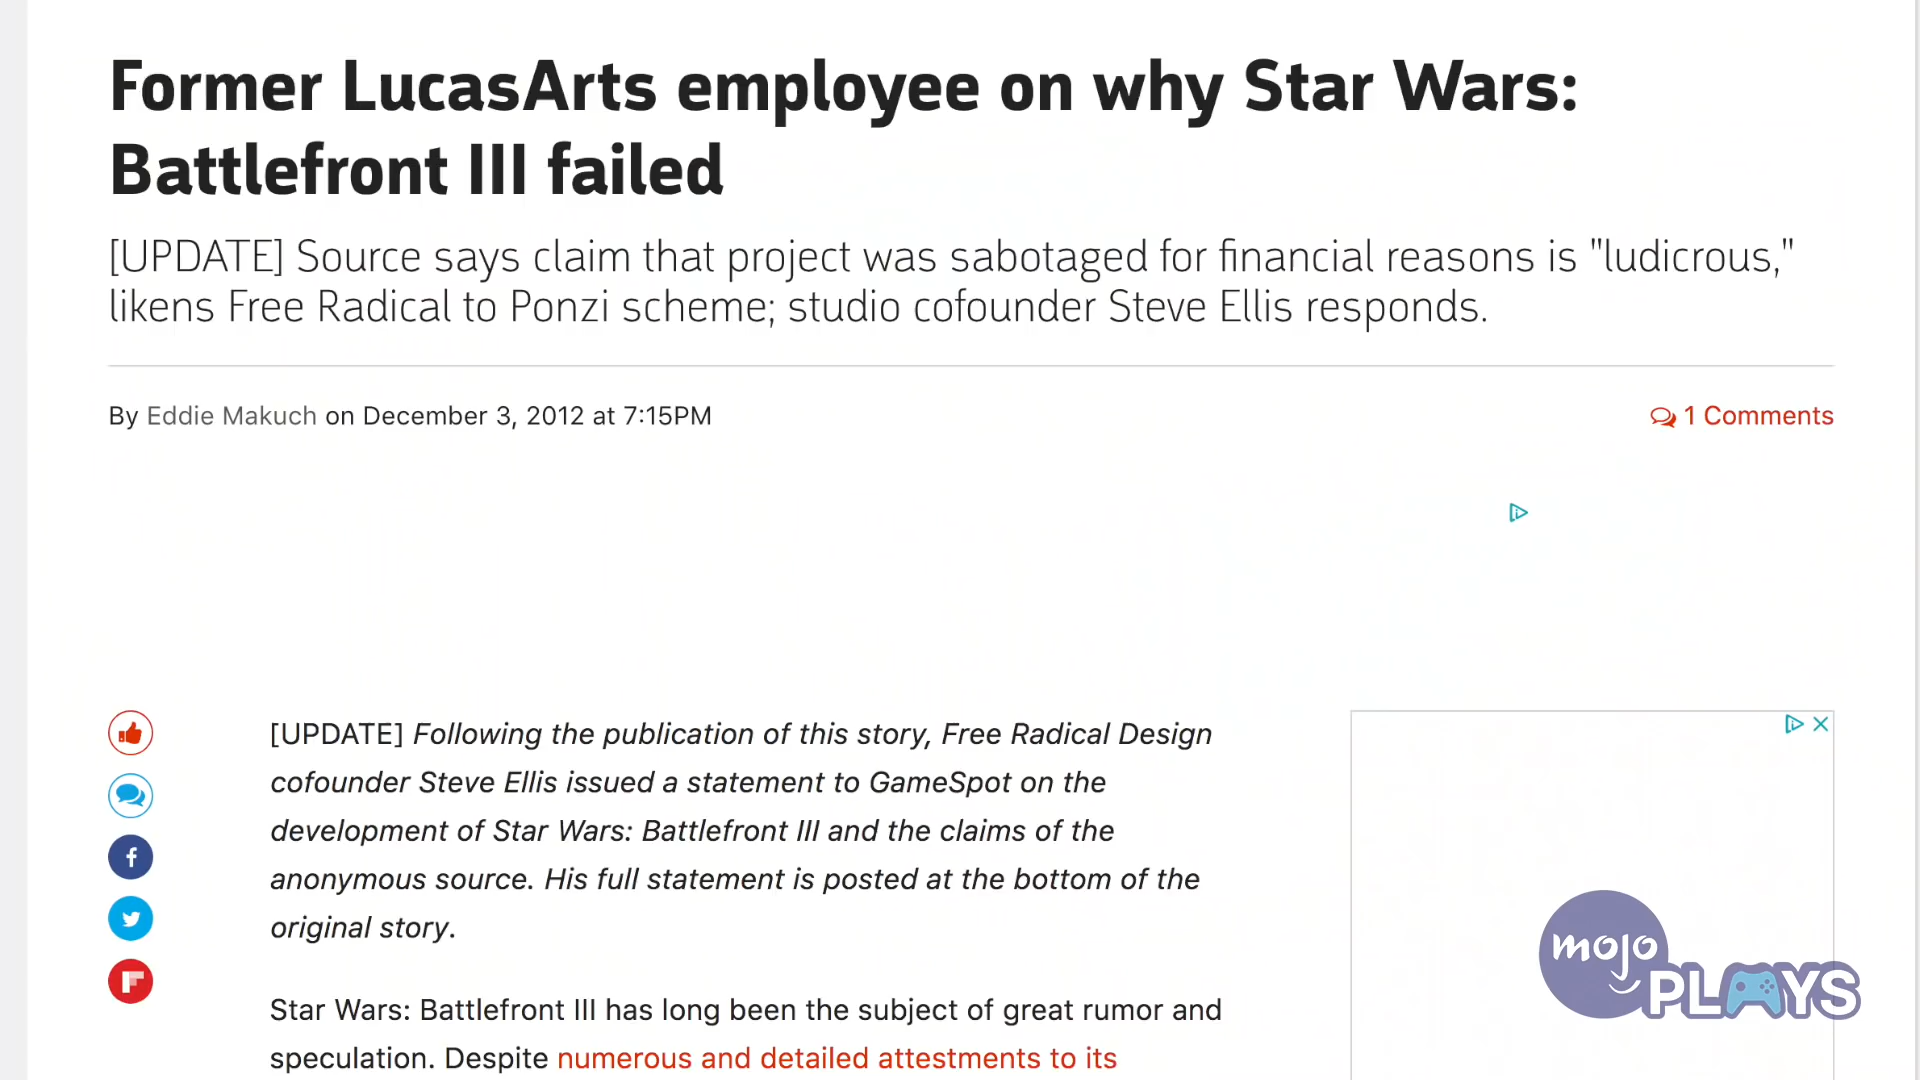 Former LucasArts employee on why Star Wars:
Battlefront III failed
[UPDATE] Source says claim that project was sabotaged for financial reasons is "ludicrous,"
likens Free Radical to Ponzi scheme; studio cofounder Steve Ellis responds.
By Eddie Makuch on December 3, 2012 at 7:15PM
1 Comments
[UPDATE] Following the publication of this story, Free Radical Design
cofounder Steve Ellis issued a statement to GameSpot on the
development of Star Wars: Battlefront III and the claims of the
anonymous source. His full statement is posted at the bottom of the
original story.
Star Wars: Battlefront III has long been the subject of great rumor and
speculation. Despite numerous and detailed attestments to its
mojo
PLAYS